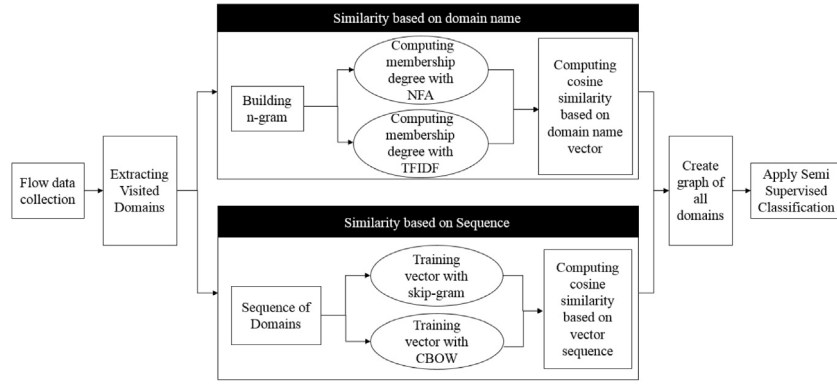 Flow data
collection
Extracting
Visited
Domains
Similarity based on domain name
Building
n-gram
Computing
membership
degree with
NFA
Computing
membership
degree with
TFIDF
Computing
cosine
similarity
based on
domain name
vector
Similarity based on Sequence
Sequence of
Domains
Training
vector with
skip-gram
Training
vector with
CBOW
Computing
cosine
similarity
based on
vector
sequence
Create
graph of
all
domains
Apply Semi
Supervised
Classification